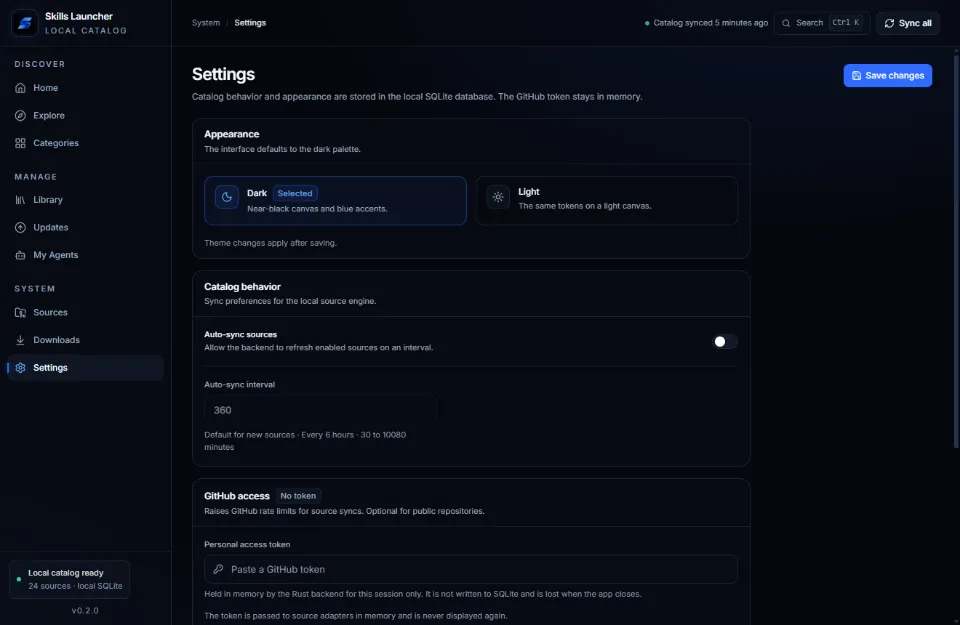 Skills Launcher
LOCAL CATALOG
System / Settings
Catalog synced 5 minutes ago
Search Ctrl K
Sync all
DISCOVER
Home
Explore
Categories
MANAGE
Library
Updates
My Agents
SYSTEM
Sources
Downloads
Settings
Local catalog ready
24 sources · local SQLite
v0.2.0
Settings
Save changes
Catalog behavior and appearance are stored in the local SQLite database. The GitHub token stays in memory.
Appearance
The interface defaults to the dark palette.
Dark Selected
Near-black canvas and blue accents.
Light
The same tokens on a light canvas.
Theme changes apply after saving.
Catalog behavior
Sync preferences for the local source engine.
Auto-sync sources
Allow the backend to refresh enabled sources on an interval.
Auto-sync interval
360
Default for new sources · Every 6 hours · 30 to 10080
minutes
GitHub access No token
Raises GitHub rate limits for source syncs. Optional for public repositories.
Personal access token
Paste a GitHub token
Held in memory by the Rust backend for this session only. It is not written to SQLite and is lost when the app closes.
The token is passed to source adapters in memory and is never displayed again.